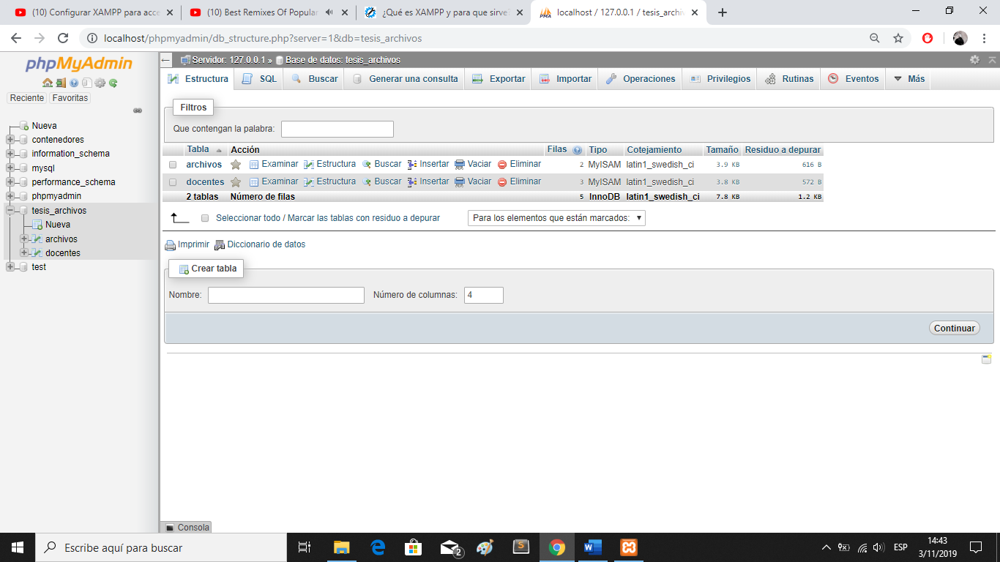 (10) Configurar XAMPP para acce
(10) Best Remixes Of Popular
¿Qué es XAMPP y para que sirve?
localhost / 127.0.0.1 / tesis_archiv
localhost/phpmyadmin/db_structure.php?server=1&db=tesis_archivos
phpMyAdmin
Reciente Favoritas
Nueva
contenedores
information_schema
mysql
performance_schema
phpmyadmin
tesis_archivos
Nueva
archivos
docentes
test
Servidor: 127.0.0.1 » Base de datos: tesis_archivos
Estructura SQL Buscar Generar una consulta Exportar Importar Operaciones Privilegios Rutinas Eventos Más
Filtros
Que contengan la palabra:
Tabla Acción Filas Tipo Cotejamiento Tamaño Residuo a depurar
archivos Examinar Estructura Buscar Insertar Vaciar Eliminar 2 MyISAM latin1_swedish_ci 3.9 KB 616 B
docentes Examinar Estructura Buscar Insertar Vaciar Eliminar 3 MyISAM latin1_swedish_ci 3.8 KB 572 B
2 tablas Número de filas 5 InnoDB latin1_swedish_ci 7.8 KB 1.2 KB
Seleccionar todo / Marcar las tablas con residuo a depurar Para los elementos que están marcados:
Imprimir Diccionario de datos
Crear tabla
Nombre: Número de columnas: 4
Continuar
Consola
Escribe aquí para buscar
2
ESP
14:43
3/11/2019